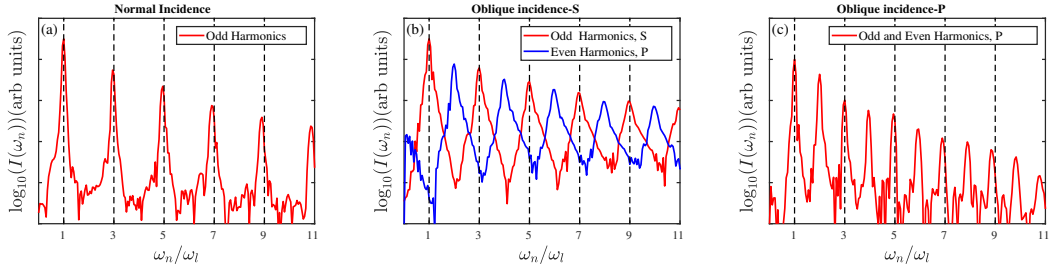 Normal Incidence
(a)
Odd Harmonics
log₁₀(I(ωₙ))(arb units)
1 3 5 7 9 11
ωₙ/ωₗ
Oblique incidence-S
(b)
Odd Harmonics, S
Even Harmonics, P
log₁₀(I(ωₙ))(arb units)
1 3 5 7 9 11
ωₙ/ωₗ
Oblique incidence-P
(c)
Odd and Even Harmonics, P
log₁₀(I(ωₙ))(arb units)
1 3 5 7 9 11
ωₙ/ωₗ